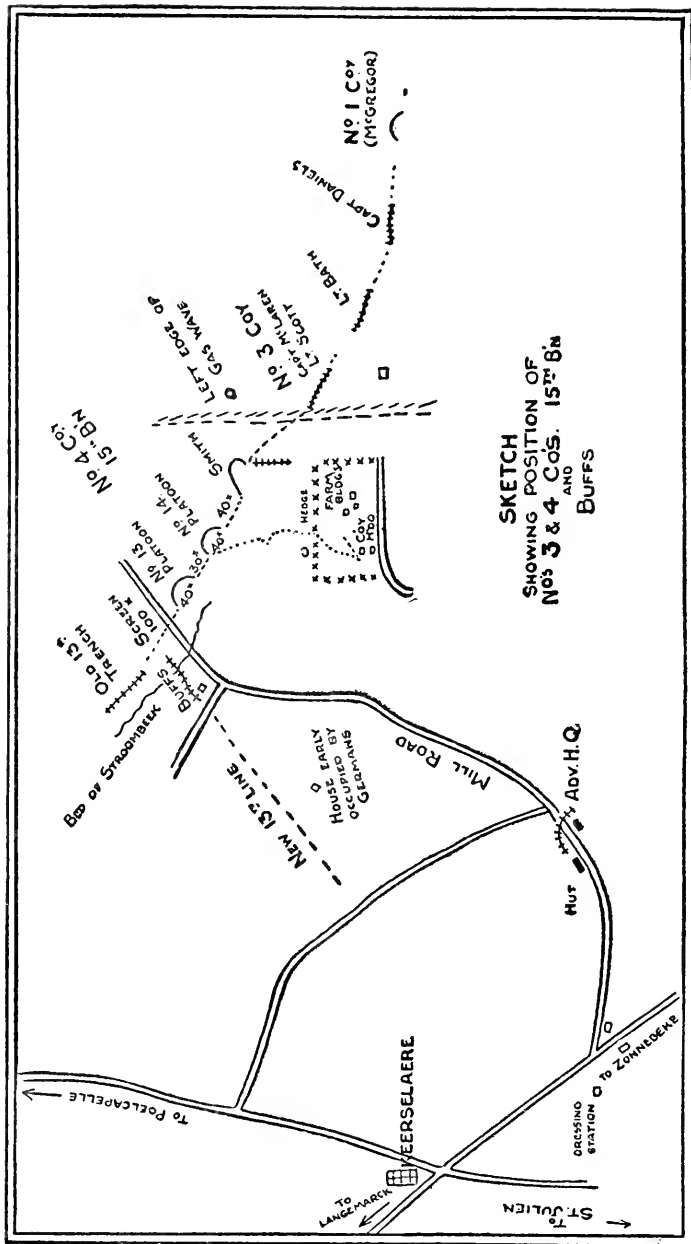 No 1 COY
(McGREGOR)
CAPT DANIELS
LT BATH
No 3 COY
CAPT McLAREN
LT SCOTT
LEFT EDGE OF
GAS WAVE
No 4 COY
15TH BN
SMITH
No 14
PLATOON
No 13
PLATOON
40x
40x
30x
40x
SCREEN
100 x
OLD 13TH
TRENCH
BUFFS
BED OF STROOMBEEK
HEDGE
FARM
BLDGS
COY
HDQ
NEW 13TH LINE
HOUSE EARLY
OCCUPIED BY
GERMANS
MILL ROAD
ADV. H.Q.
HUT
SKETCH
SHOWING POSITION OF
Nos 3 & 4 COS. 15TH BN
AND
BUFFS
TO POELCAPELLE
KEERSELAERE
TO
LANGEMARCK
TO
ST. JULIEN
DRESSING
STATION
TO ZONNEBEKE